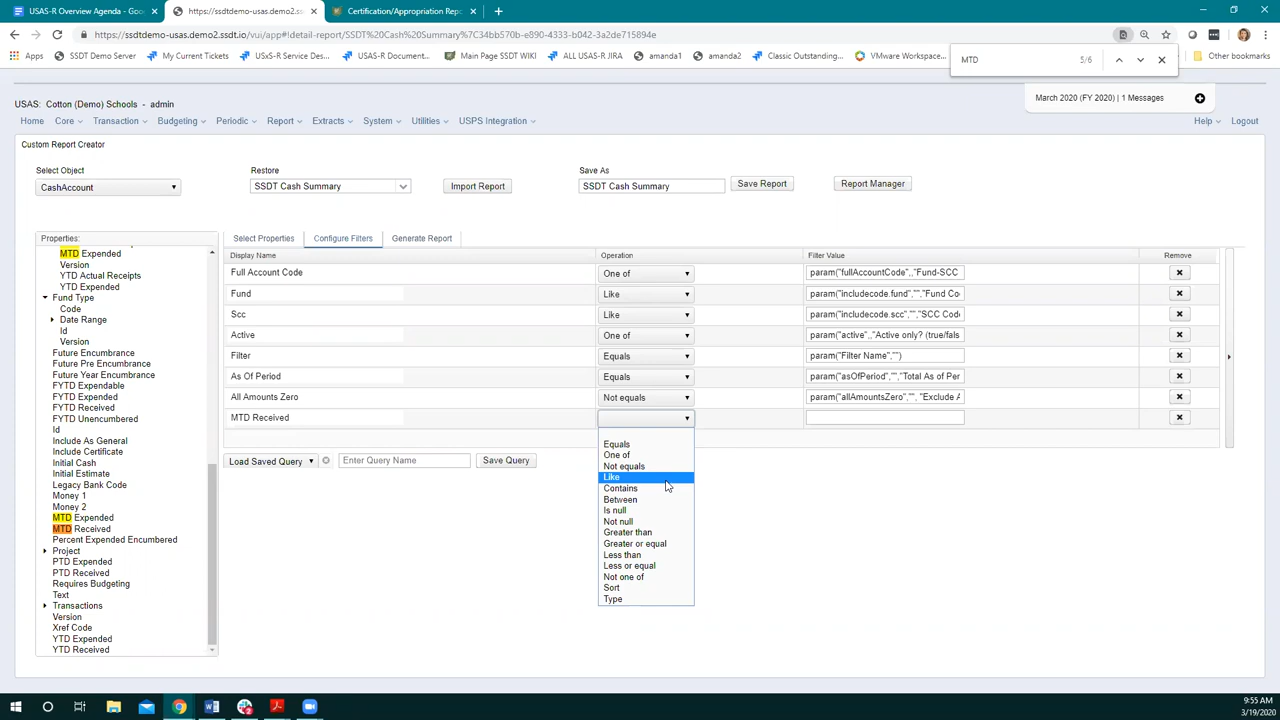 USAS-R Overview Agenda - Goo
https://ssdtdemo-usas.demo2.ssdt
Certification/Appropriation Repo
https://ssdtdemo-usas.demo2.ssdt.io/vui/app#!detail-report/SSDT%20Cash%20Summary%7C34bb570b-e890-4333-b042-3a2de715894e
Apps
SSDT Demo Server
My Current Tickets
USxS-R Service Des...
USAS-R Document...
Main Page SSDT WIKI
ALL USAS-R JIRA
amanda1
amanda2
Classic Outstanding...
VMware Workspace...
Other bookmarks
MTD 5/6
USAS: Cotton (Demo) Schools - admin
March 2020 (FY 2020) | 1 Messages
Home Core Transaction Budgeting Periodic Report Extracts System Utilities USPS Integration
Help Logout
Custom Report Creator
Select Object
CashAccount
Restore
SSDT Cash Summary
Import Report
Save As
SSDT Cash Summary
Save Report
Report Manager
Properties:
MTD Expended
Version
YTD Actual Receipts
YTD Expended
Fund Type
Code
Date Range
Id
Version
Future Encumbrance
Future Pre Encumbrance
Future Year Encumbrance
FYTD Expendable
FYTD Expended
FYTD Received
FYTD Unencumbered
Id
Include As General
Include Certificate
Initial Cash
Initial Estimate
Legacy Bank Code
Money 1
Money 2
MTD Expended
MTD Received
Percent Expended Encumbered
Project
PTD Expended
PTD Received
Requires Budgeting
Text
Transactions
Version
Xref Code
YTD Expended
YTD Received
Select Properties Configure Filters Generate Report
Display Name Operation Filter Value Remove
Full Account Code One of param("fullAccountCode",,"Fund-SCC
Fund Like param("includecode.fund","","Fund Co
Scc Like param("includecode.scc","","SCC Code
Active One of param("active",,"Active only? (true/fals
Filter Equals param("Filter Name","")
As Of Period Equals param("asOfPeriod","","Total As of Per
All Amounts Zero Not equals param("allAmountsZero","", "Exclude A
MTD Received
Equals
One of
Not equals
Like
Contains
Between
Is null
Not null
Greater than
Greater or equal
Less than
Less or equal
Not one of
Sort
Type
Load Saved Query
Enter Query Name
Save Query
9:55 AM
3/19/2020